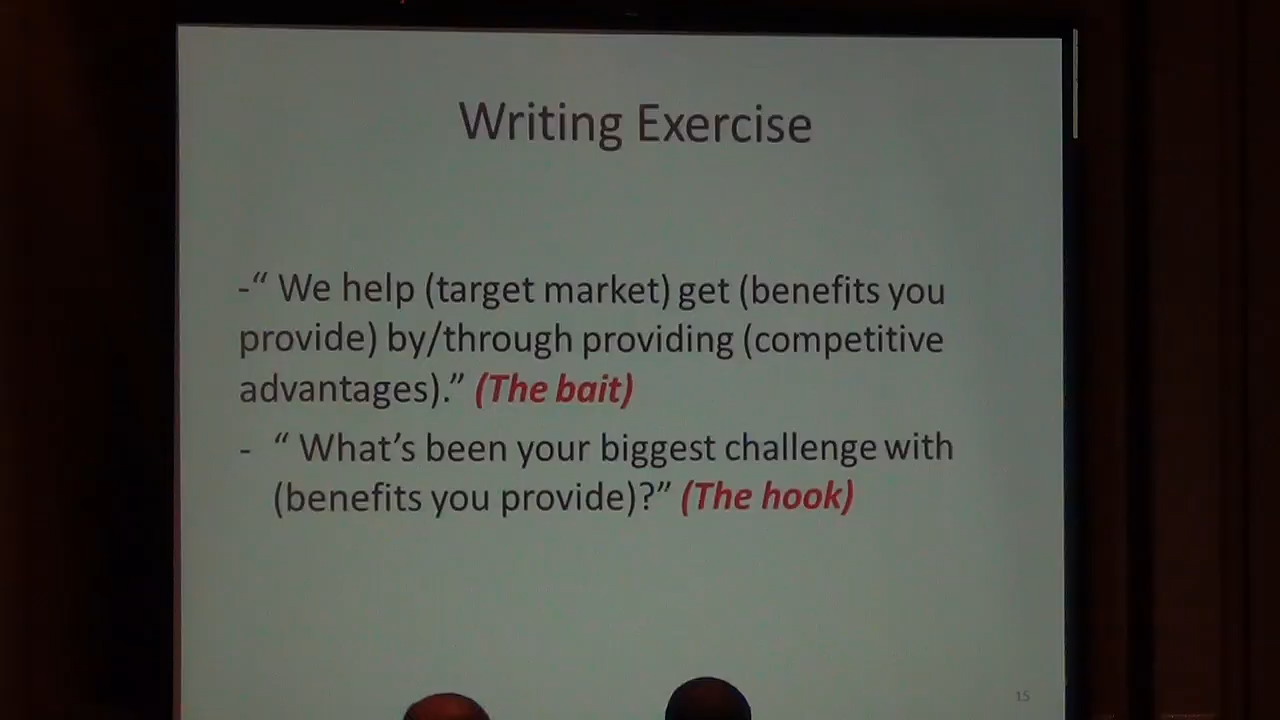 Writing Exercise
-“ We help (target market) get (benefits you
provide) by/through providing (competitive
advantages).” (The bait)
- “ What’s been your biggest challenge with
(benefits you provide)?” (The hook)
15